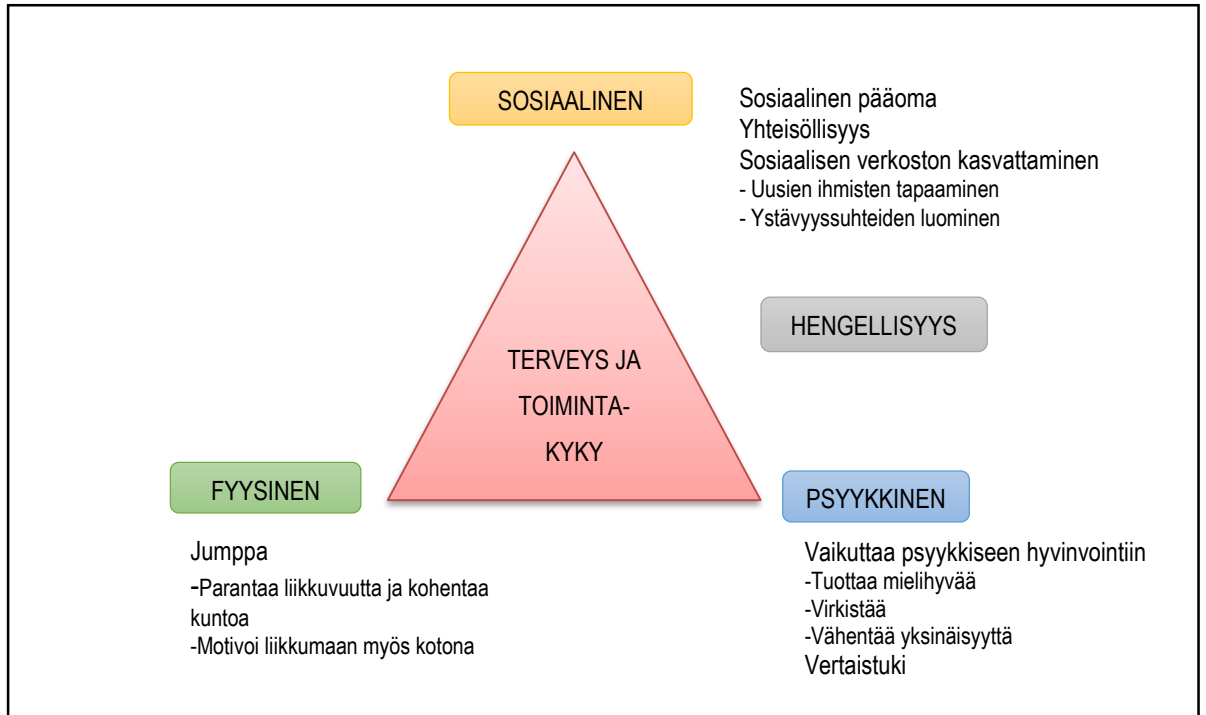 SOSIAALINEN
Sosiaalinen pääoma
Yhteisöllisyys
Sosiaalisen verkoston kasvattaminen
- Uusien ihmisten tapaaminen
- Ystävyyssuhteiden luominen
HENGELLISYYS
TERVEYS JA
TOIMINTA-
KYKY
FYYSINEN
Jumppa
-Parantaa liikkuvuutta ja kohentaa
kuntoa
-Motivoi liikkumaan myös kotona
PSYYKKINEN
Vaikuttaa psyykkiseen hyvinvointiin
-Tuottaa mielihyvää
-Virkistää
-Vähentää yksinäisyyttä
Vertaistuki